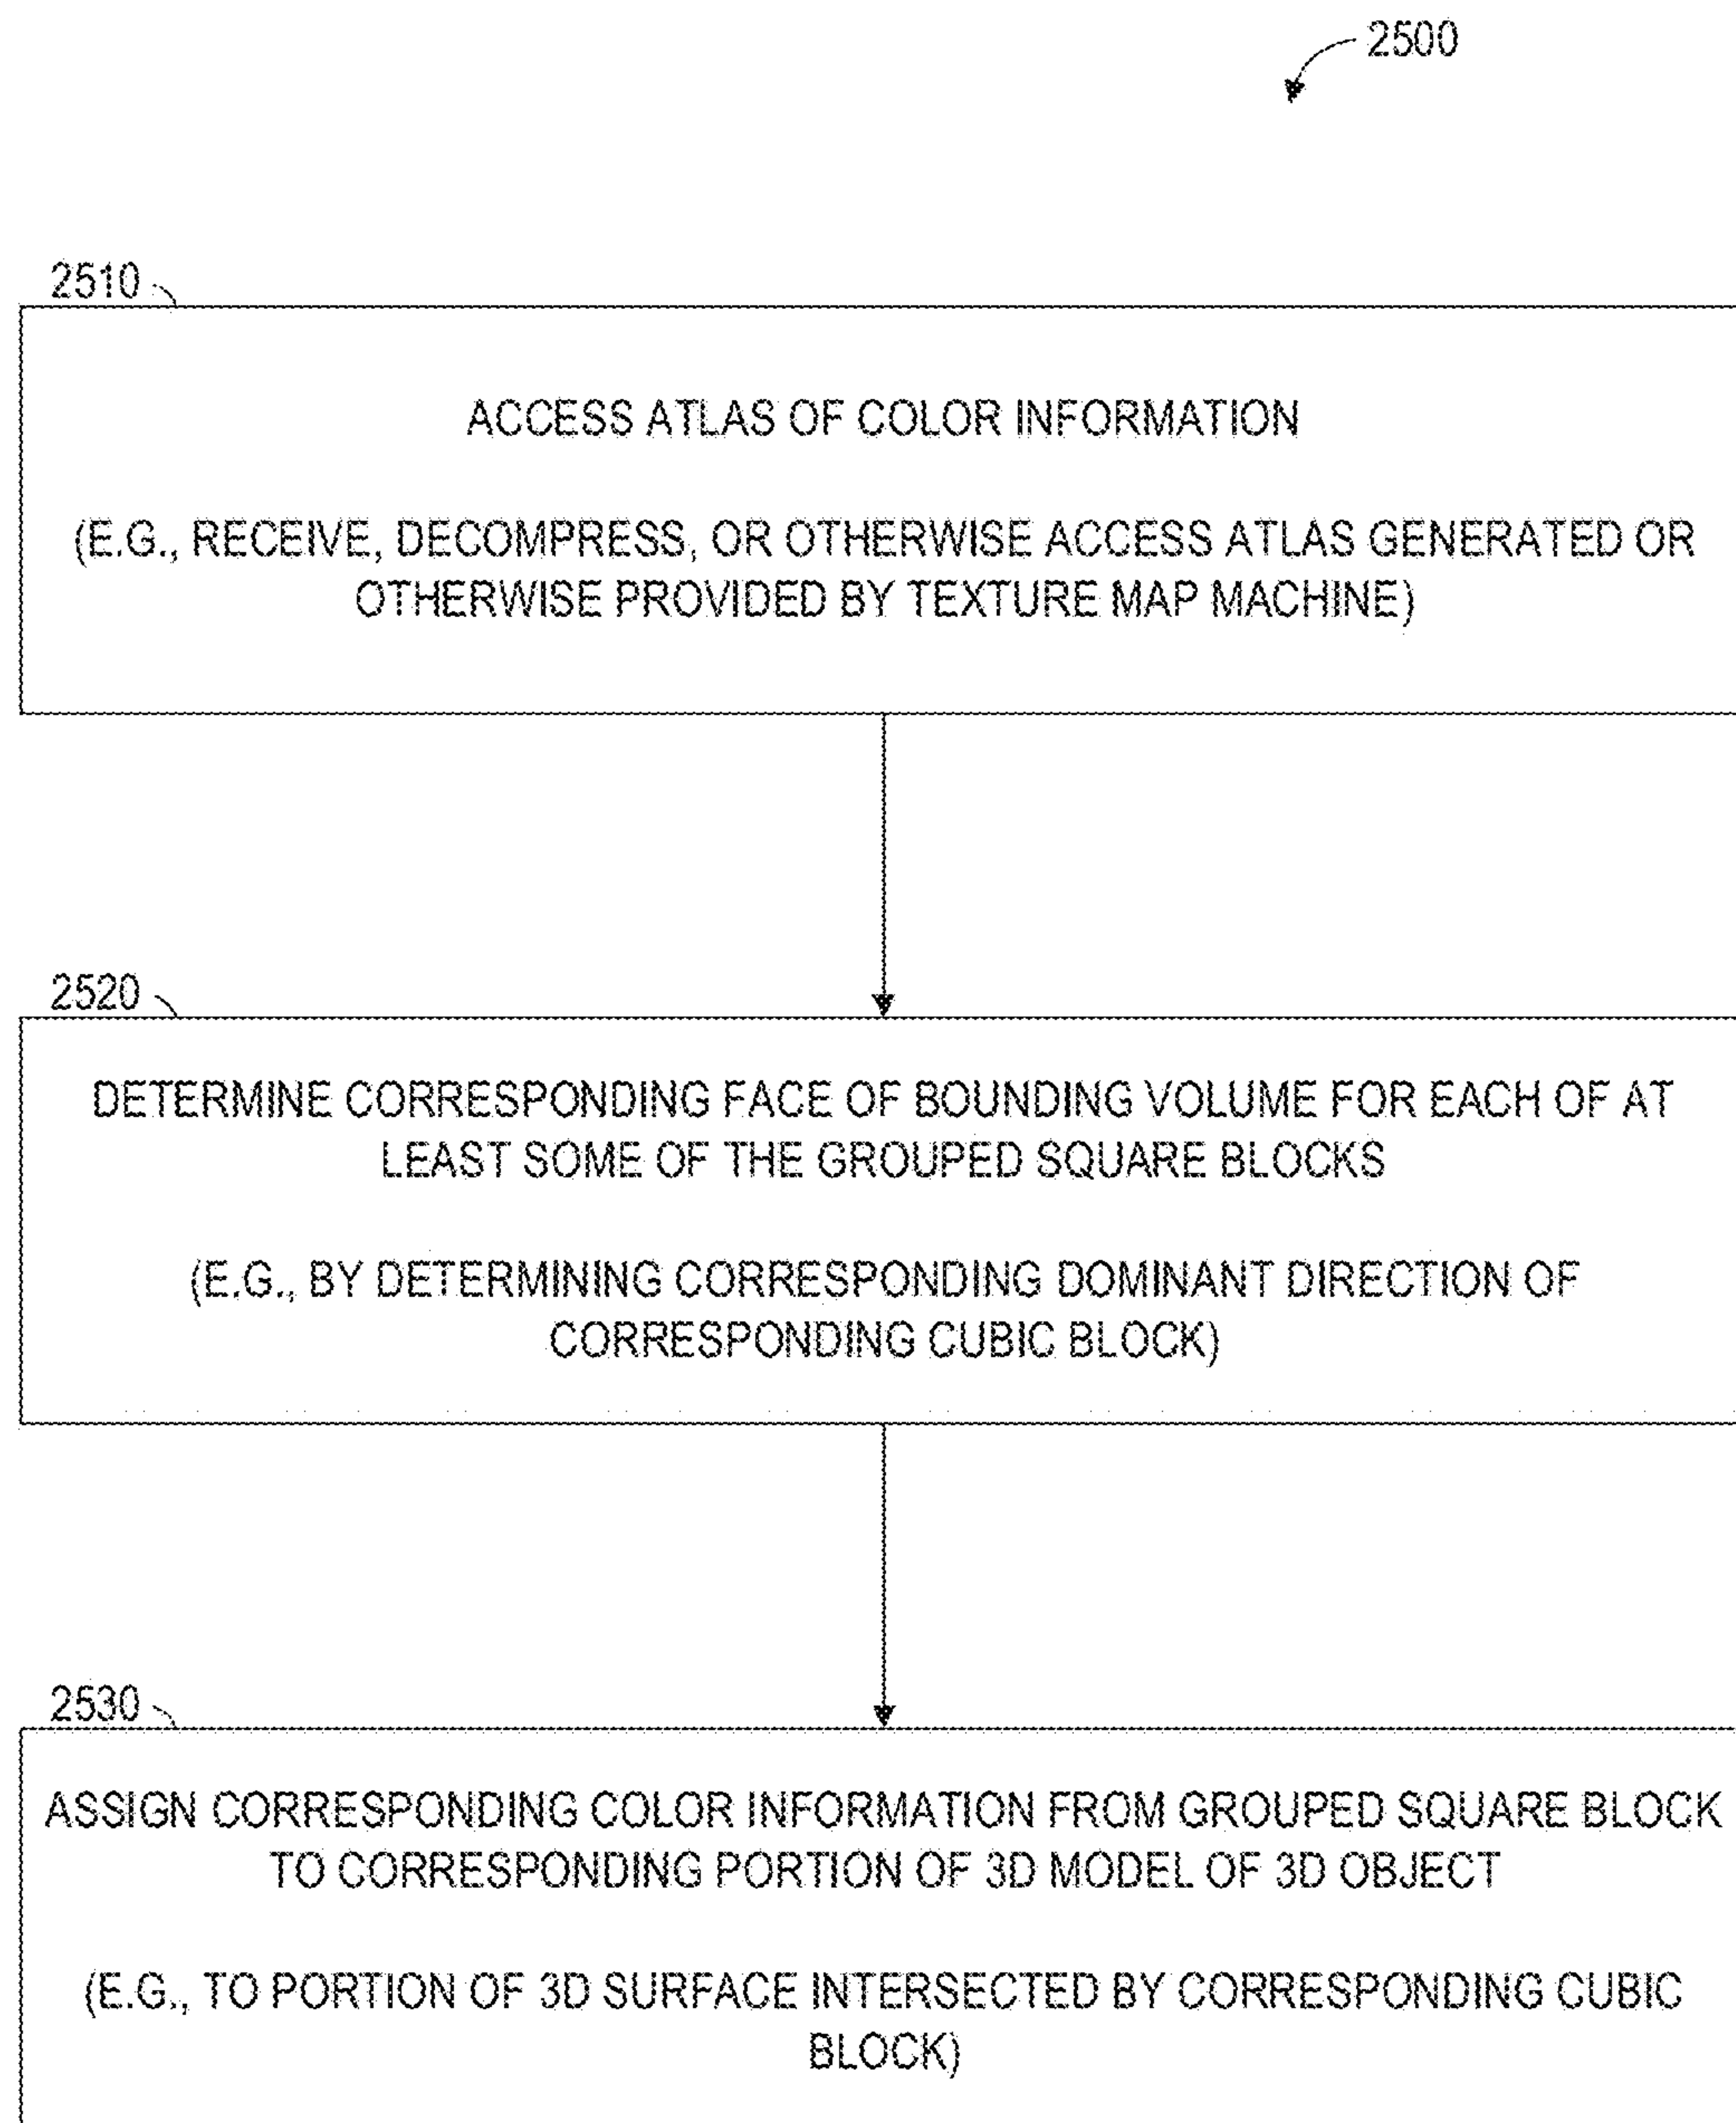 2500
2510
ACCESS ATLAS OF COLOR INFORMATION
(E.G., RECEIVE, DECOMPRESS, OR OTHERWISE ACCESS ATLAS GENERATED OR
OTHERWISE PROVIDED BY TEXTURE MAP MACHINE)
2520
DETERMINE CORRESPONDING FACE OF BOUNDING VOLUME FOR EACH OF AT
LEAST SOME OF THE GROUPED SQUARE BLOCKS
(E.G., BY DETERMINING CORRESPONDING DOMINANT DIRECTION OF
CORRESPONDING CUBIC BLOCK)
2530
ASSIGN CORRESPONDING COLOR INFORMATION FROM GROUPED SQUARE BLOCK
TO CORRESPONDING PORTION OF 3D MODEL OF 3D OBJECT
(E.G., TO PORTION OF 3D SURFACE INTERSECTED BY CORRESPONDING CUBIC
BLOCK)